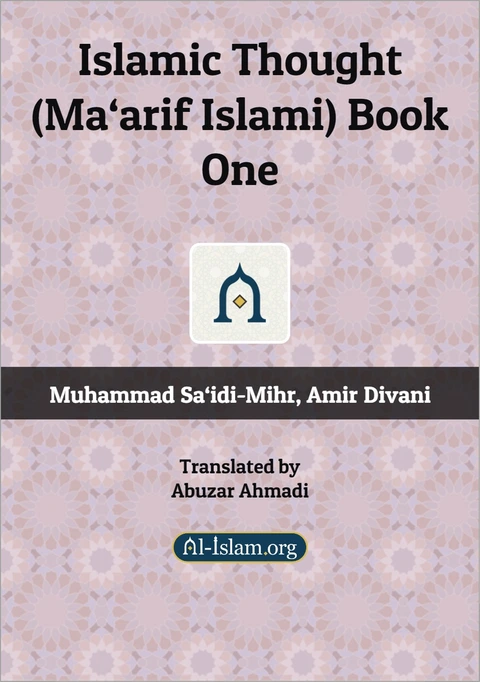 Islamic Thought
(Ma‘arif Islami) Book
One
Muhammad Sa‘idi-Mihr, Amir Divani
Translated by
Abuzar Ahmadi
Al-Islam.org